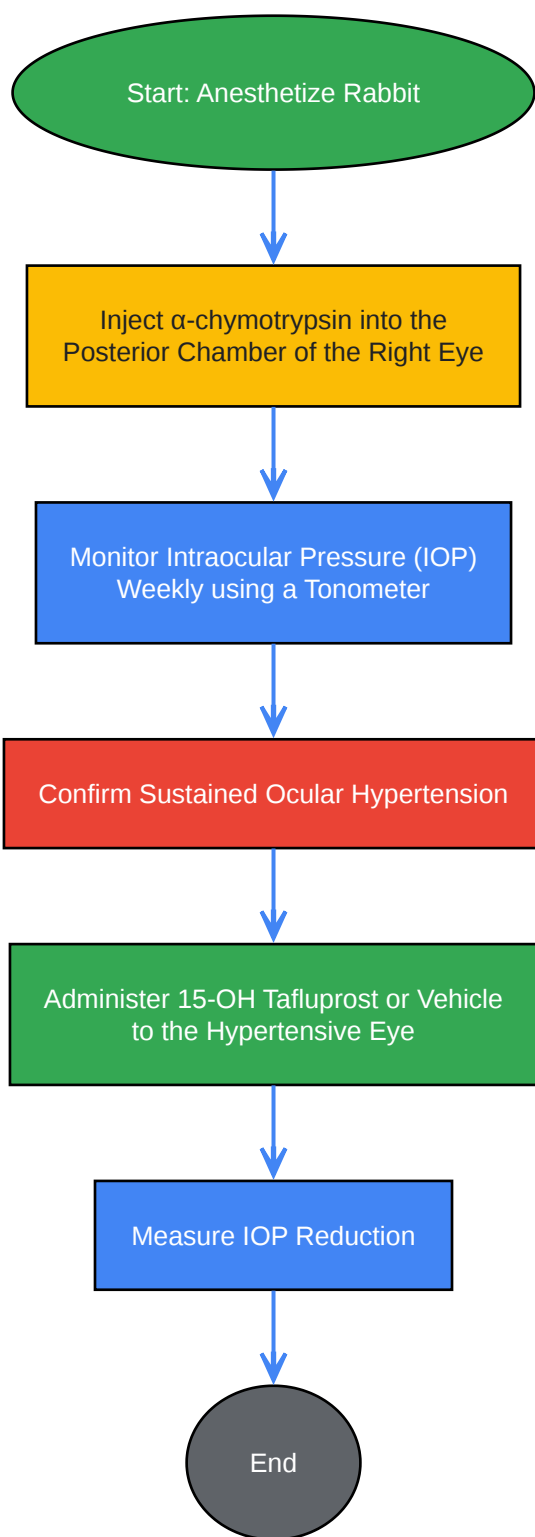 Start: Anesthetize Rabbit
Inject α-chymotrypsin into the
Posterior Chamber of the Right Eye
Monitor Intraocular Pressure (IOP)
Weekly using a Tonometer
Confirm Sustained Ocular Hypertension
Administer 15-OH Tafluprost or Vehicle
to the Hypertensive Eye
Measure IOP Reduction
End